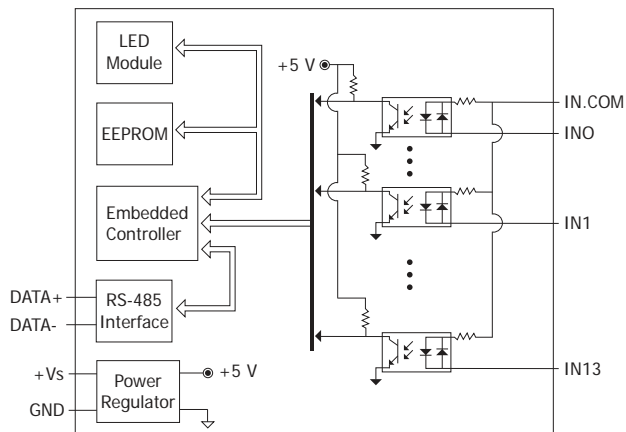 LED
Module
EEPROM
Embedded
Controller
DATA+
DATA-
RS-485
Interface
+Vs
GND
Power
Regulator
+5 V
+5 V
IN.COM
INO
IN1
IN13